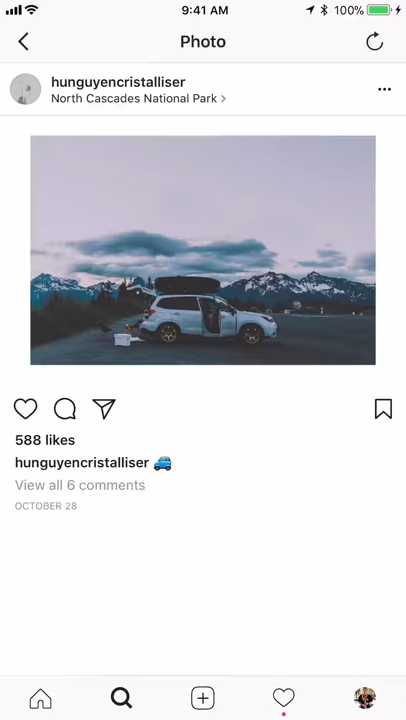 9:41 AM
100%
Photo
hunguyencristalliser
North Cascades National Park >
588 likes
hunguyencristalliser 🚙
View all 6 comments
OCTOBER 28